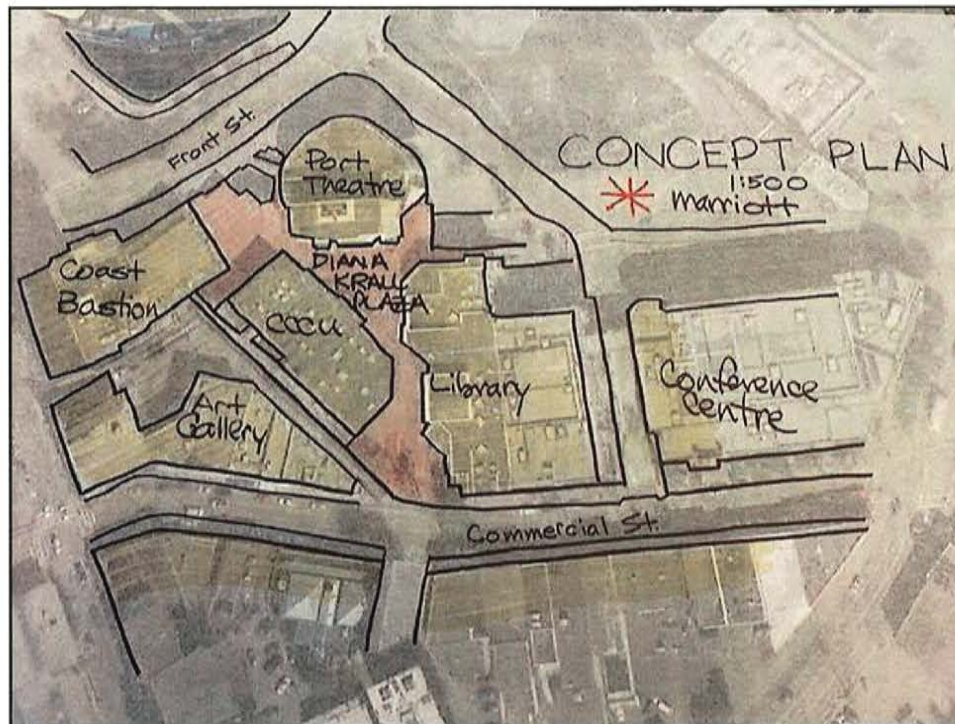 Front St.
Port
Theatre
CONCEPT PLAN
1:500
marriott
Coast
Bastion
DIANA
KRALL
PLAZA
CCCU
Library
Art
Gallery
Conference
Centre
Commercial St.